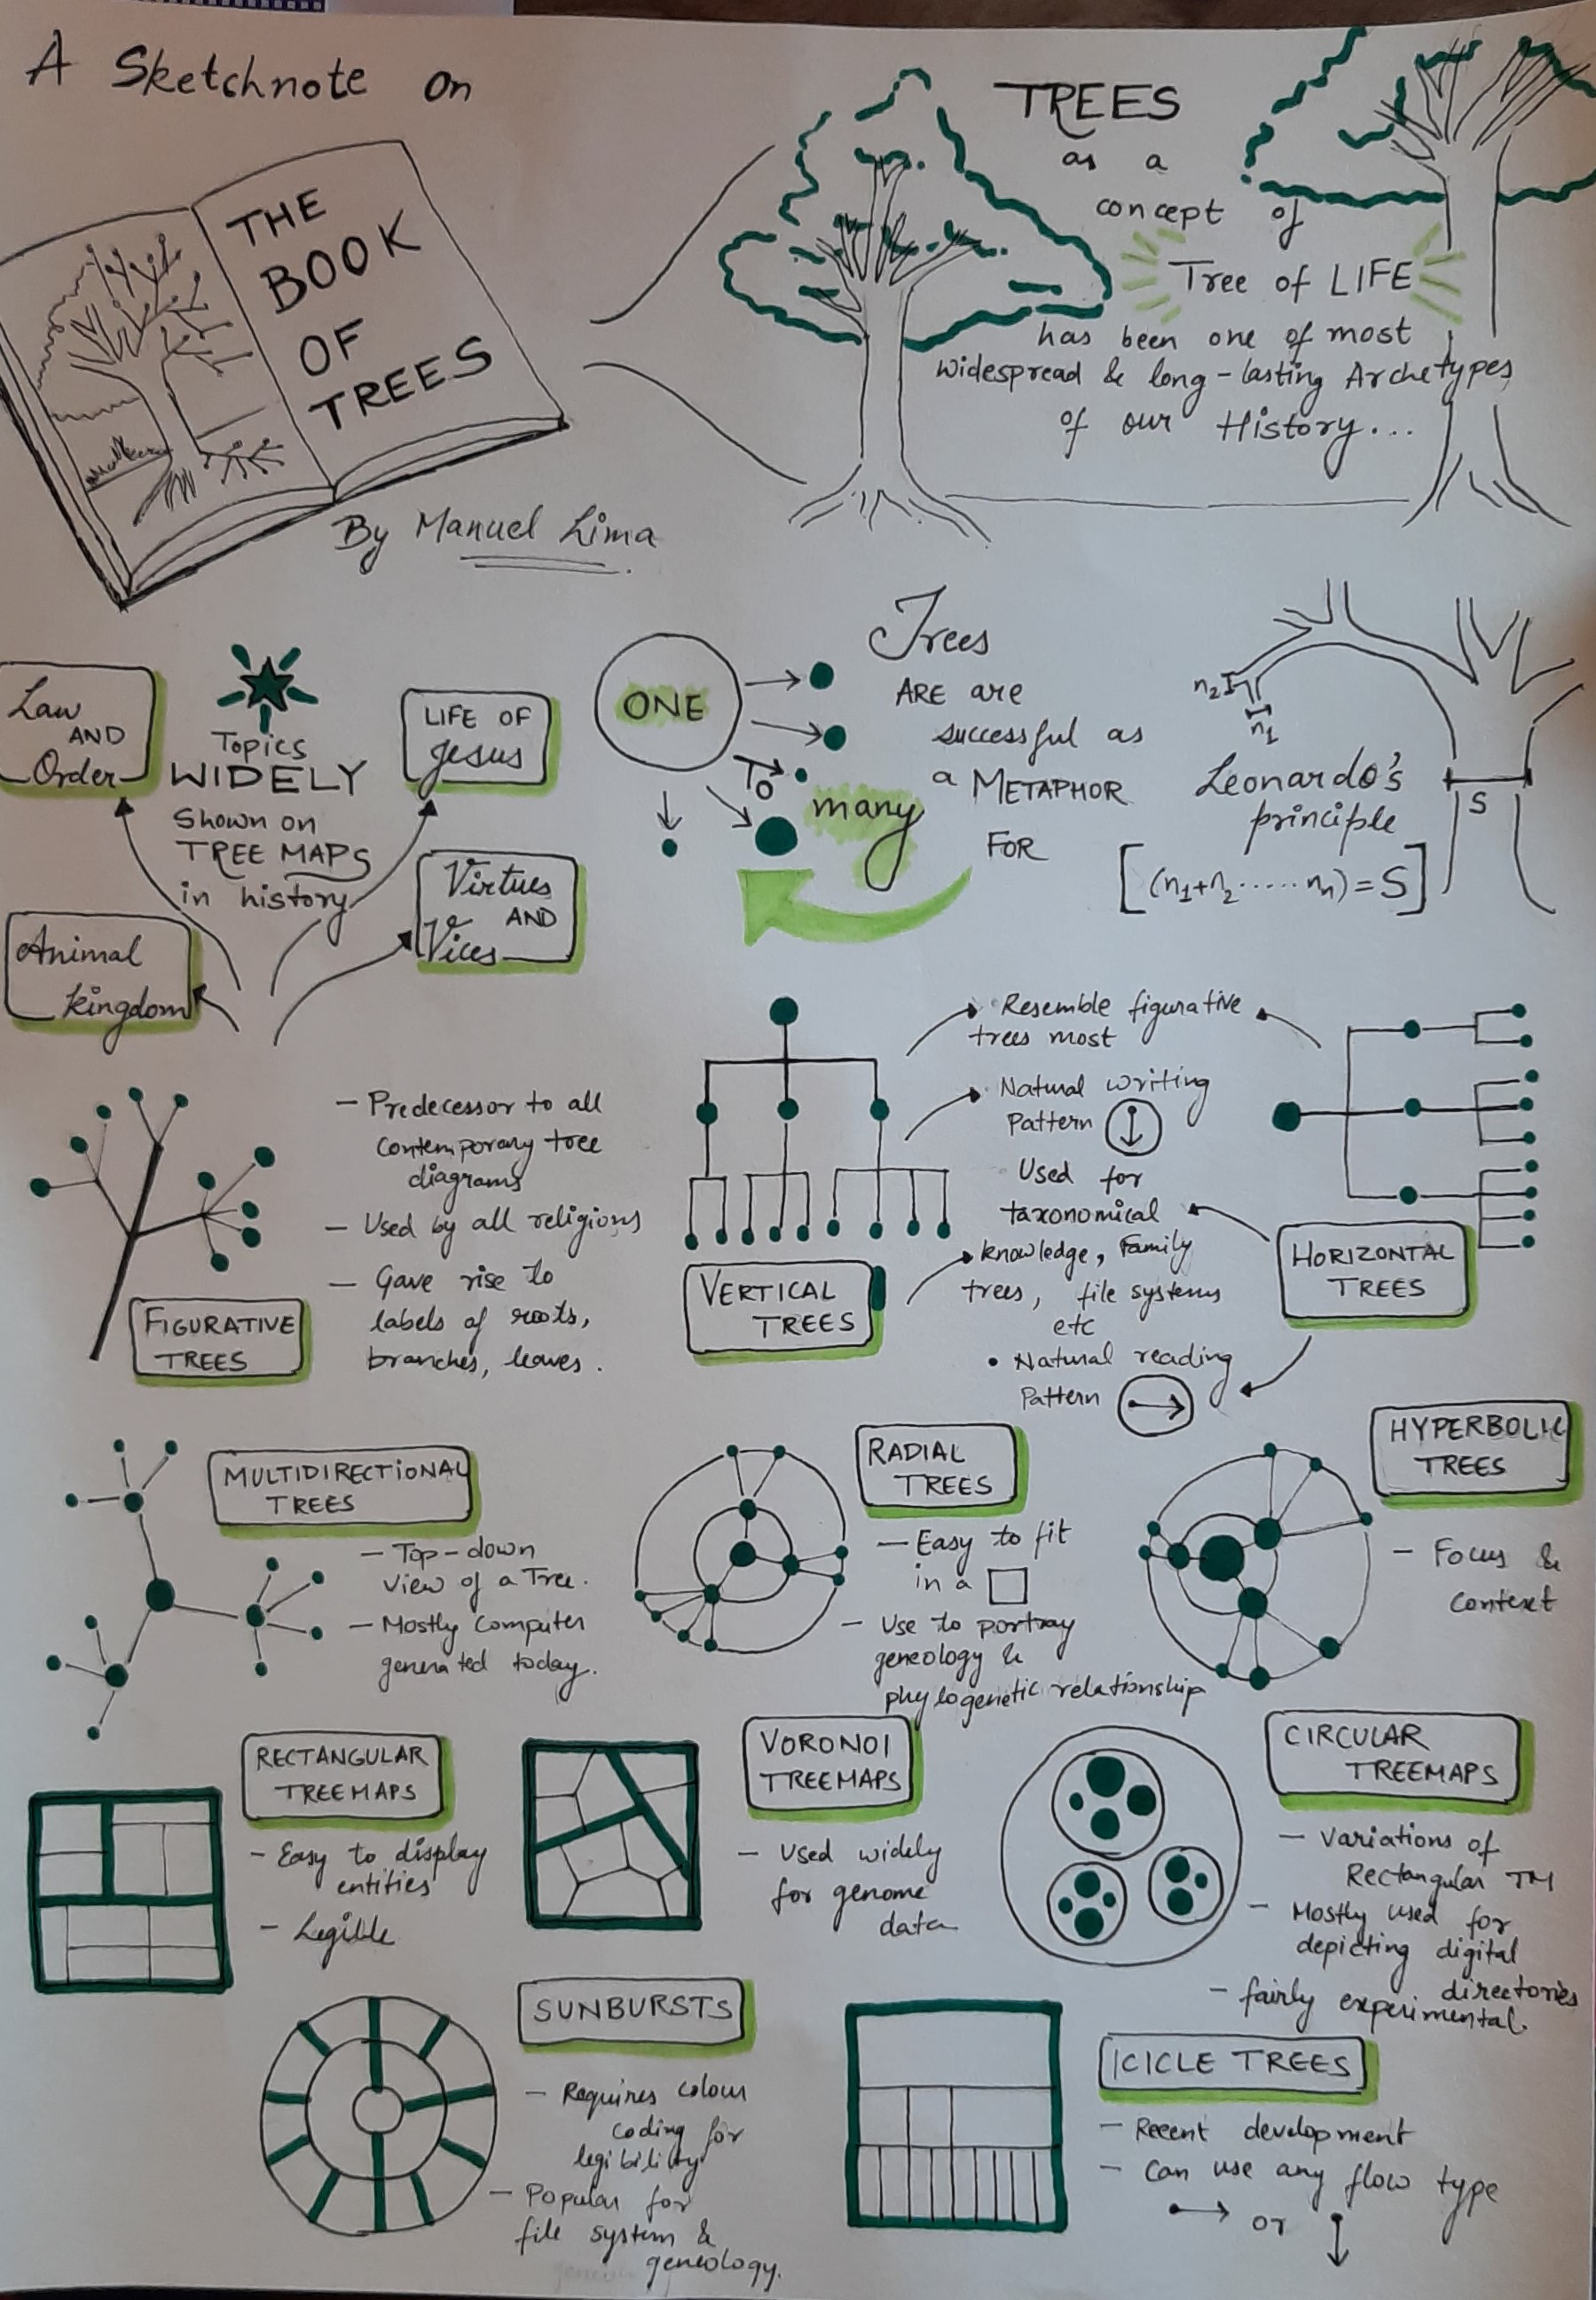 A Sketchnote on
THE
BOOK
OF
TREES
By Manuel Lima
TREES
as a
concept of
Tree of LIFE
has been one of most
widespread & long-lasting Archetypes
of our History...
Law
AND
Order
Topics
WIDELY
Shown on
TREE MAPS
in history
LIFE OF
Jesus
Virtues
AND
Vices
Animal
kingdom
ONE
To
many
Trees
ARE are
successful as
a METAPHOR
FOR
n2
n1
Leonardo's
principle
S
[(n1+n2......nn)=S]
FIGURATIVE
TREES
- Predecessor to all
contemporary tree
diagrams
- Used by all religions
- Gave rise to
labels of roots,
branches, leaves.
VERTICAL
TREES
• Resemble figurative
trees most
• Natural writing
Pattern ↓
Used for
taxonomical
knowledge, Family
trees, file systems
etc
• Natural reading
Pattern →
HORIZONTAL
TREES
MULTIDIRECTIONAL
TREES
- Top-down
view of a Tree.
- Mostly Computer
generated today.
RADIAL
TREES
- Easy to fit
in a □
- Use to portray
geneology &
phylogenetic relationship
HYPERBOLIC
TREES
- Focus &
Context
RECTANGULAR
TREEMAPS
- Easy to display
entities
- Legible
VORONOI
TREEMAPS
- Used widely
for genome
data
CIRCULAR
TREEMAPS
- Variations of
Rectangular TM
- Mostly used for
depicting digital
directories
- fairly experimental.
SUNBURSTS
- Requires colour
coding for
legibility
- Popular for
file system &
geneology.
ICICLE TREES
- Recent development
- Can use any flow type
→ or ↓